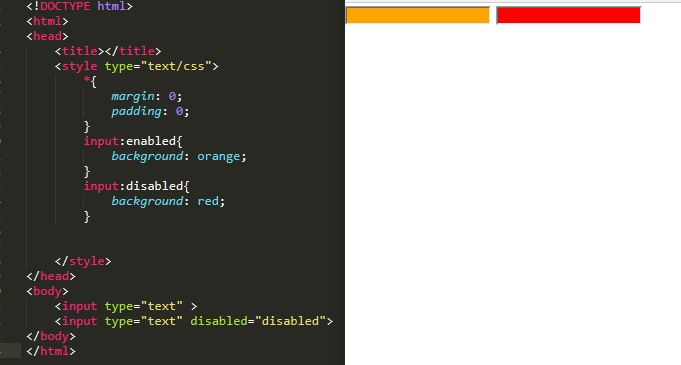 <!DOCTYPE html>
<html>
<head>
<title></title>
<style type="text/css">
*{
margin: 0;
padding: 0;
}
input:enabled{
background: orange;
}
input:disabled{
background: red;
}
</style>
</head>
<body>
<input type="text" >
<input type="text" disabled="disabled">
</body>
</html>